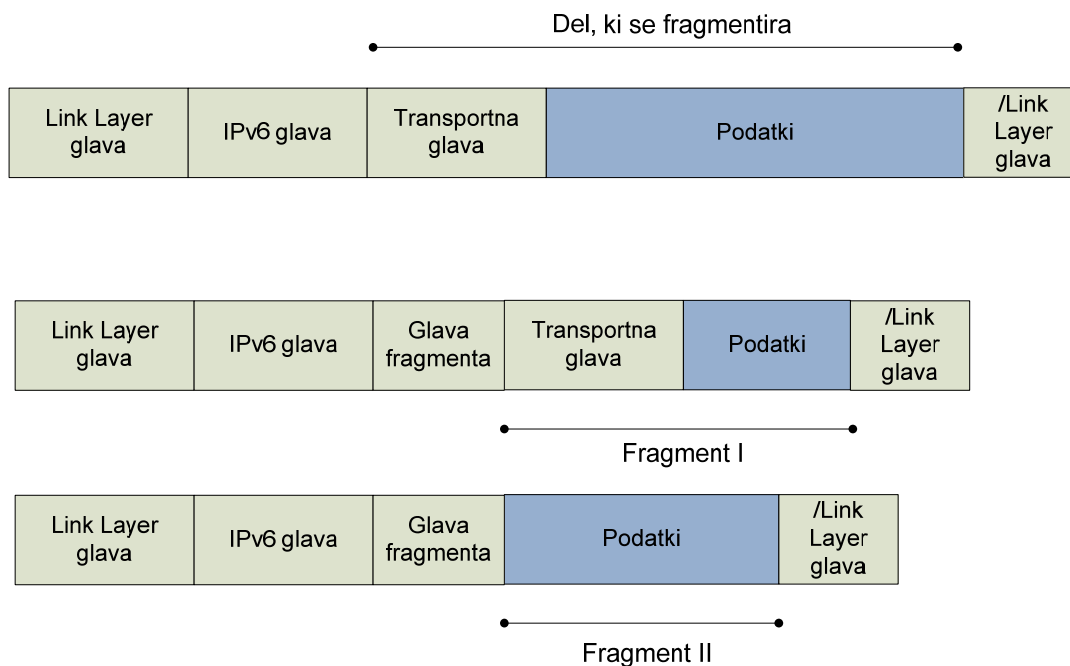 Del, ki se fragmentira
Link Layer
glava
IPv6 glava
Transportna
glava
Podatki
/Link
Layer
glava
Link Layer
glava
IPv6 glava
Glava
fragmenta
Transportna
glava
Podatki
/Link
Layer
glava
Fragment I
Link Layer
glava
IPv6 glava
Glava
fragmenta
Podatki
/Link
Layer
glava
Fragment II